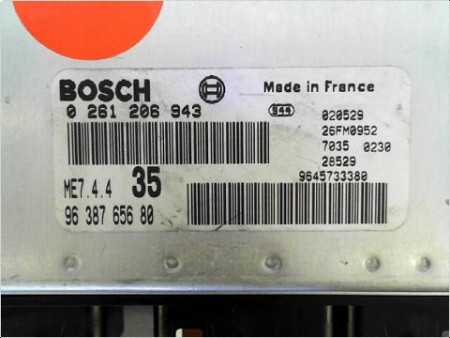 BOSCH Made in France
0 261 206 943 944 020529
26FM0952
7035 0230
28529
ME7.4.4 35 9645733380
96 387 656 80